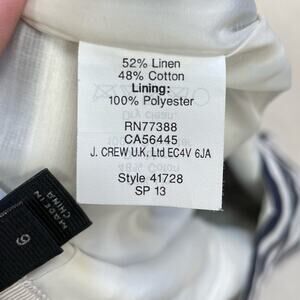 52% Linen
48% Cotton
Lining:
100% Polyester
RN77388
CA56445
J. CREW U.K. Ltd EC4V 6JA
Style 41728
SP 13
MADE IN
CHINA
6